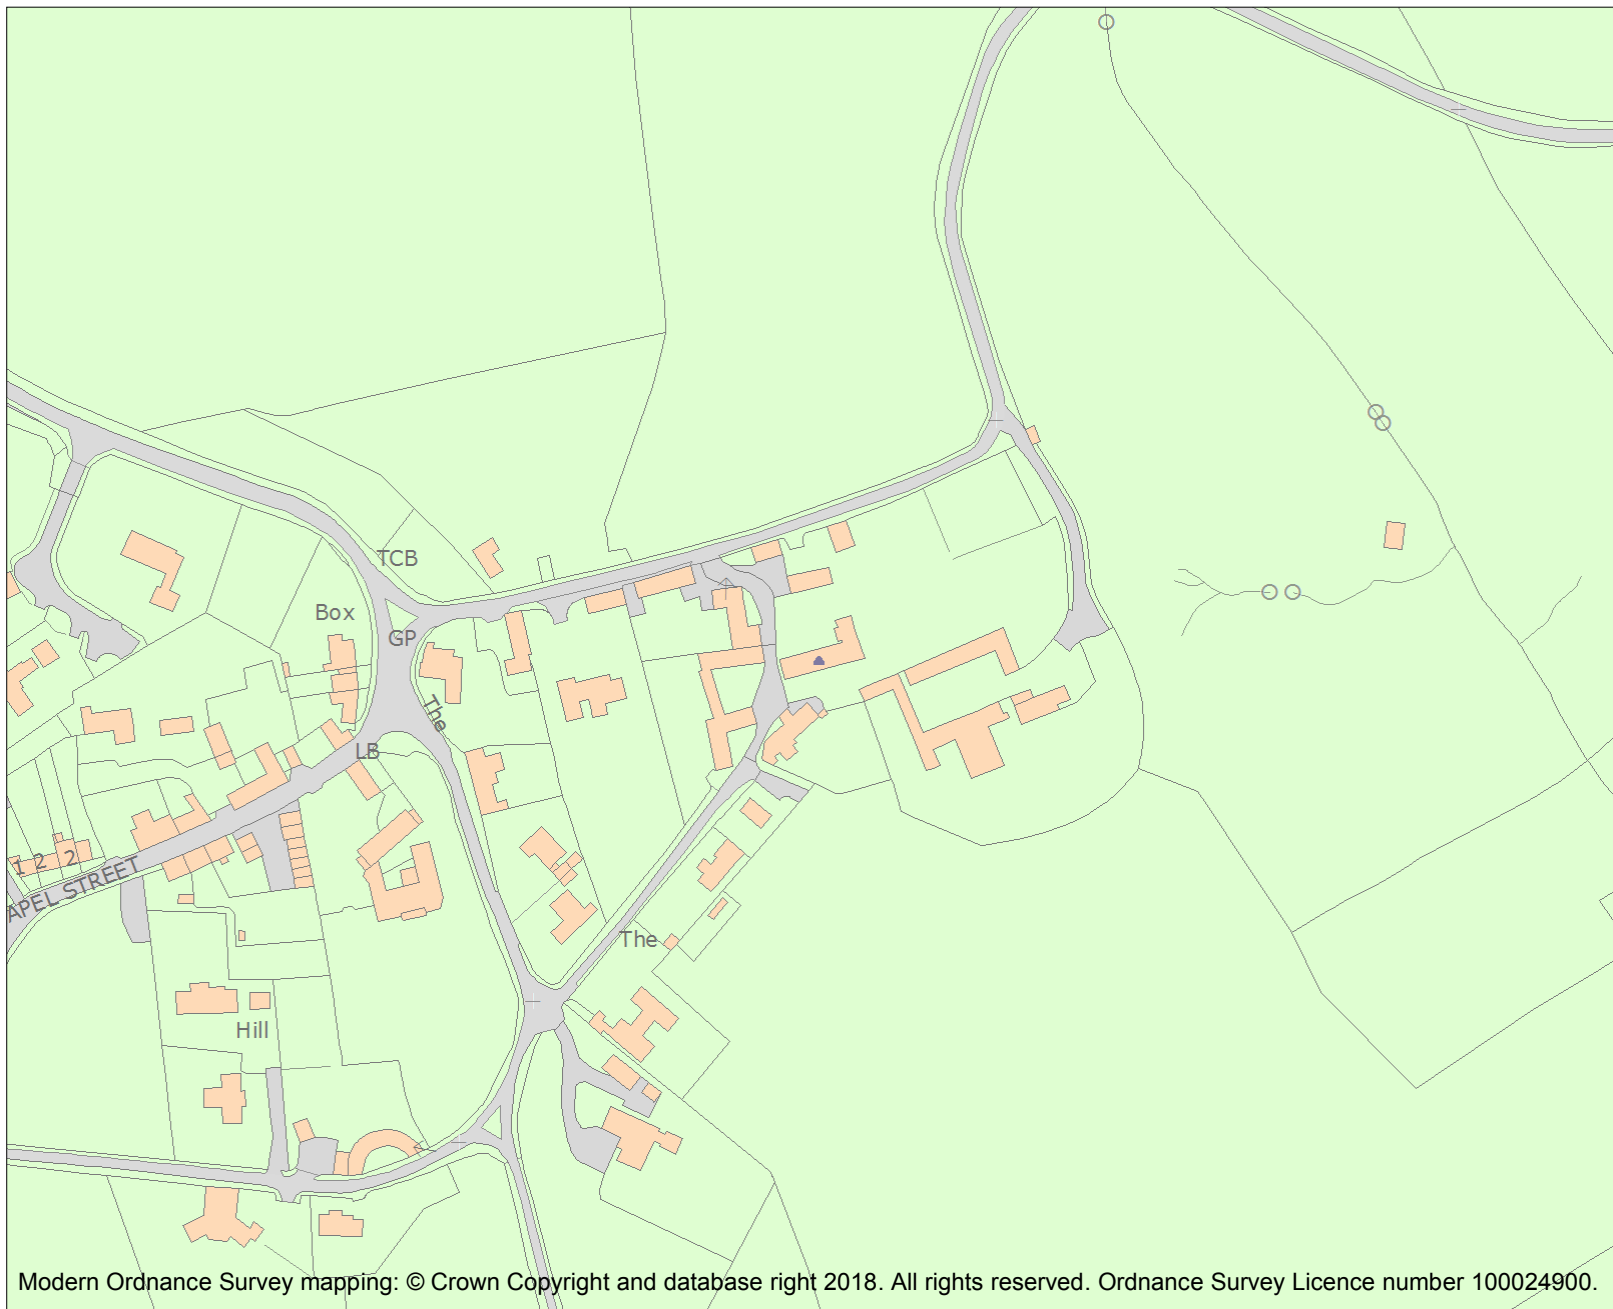 TCB
Box
GP
The
LB
1 2 2
APEL STREET
The
Hill
Modern Ordnance Survey mapping: © Crown Copyright and database right 2018. All rights reserved. Ordnance Survey Licence number 100024900.